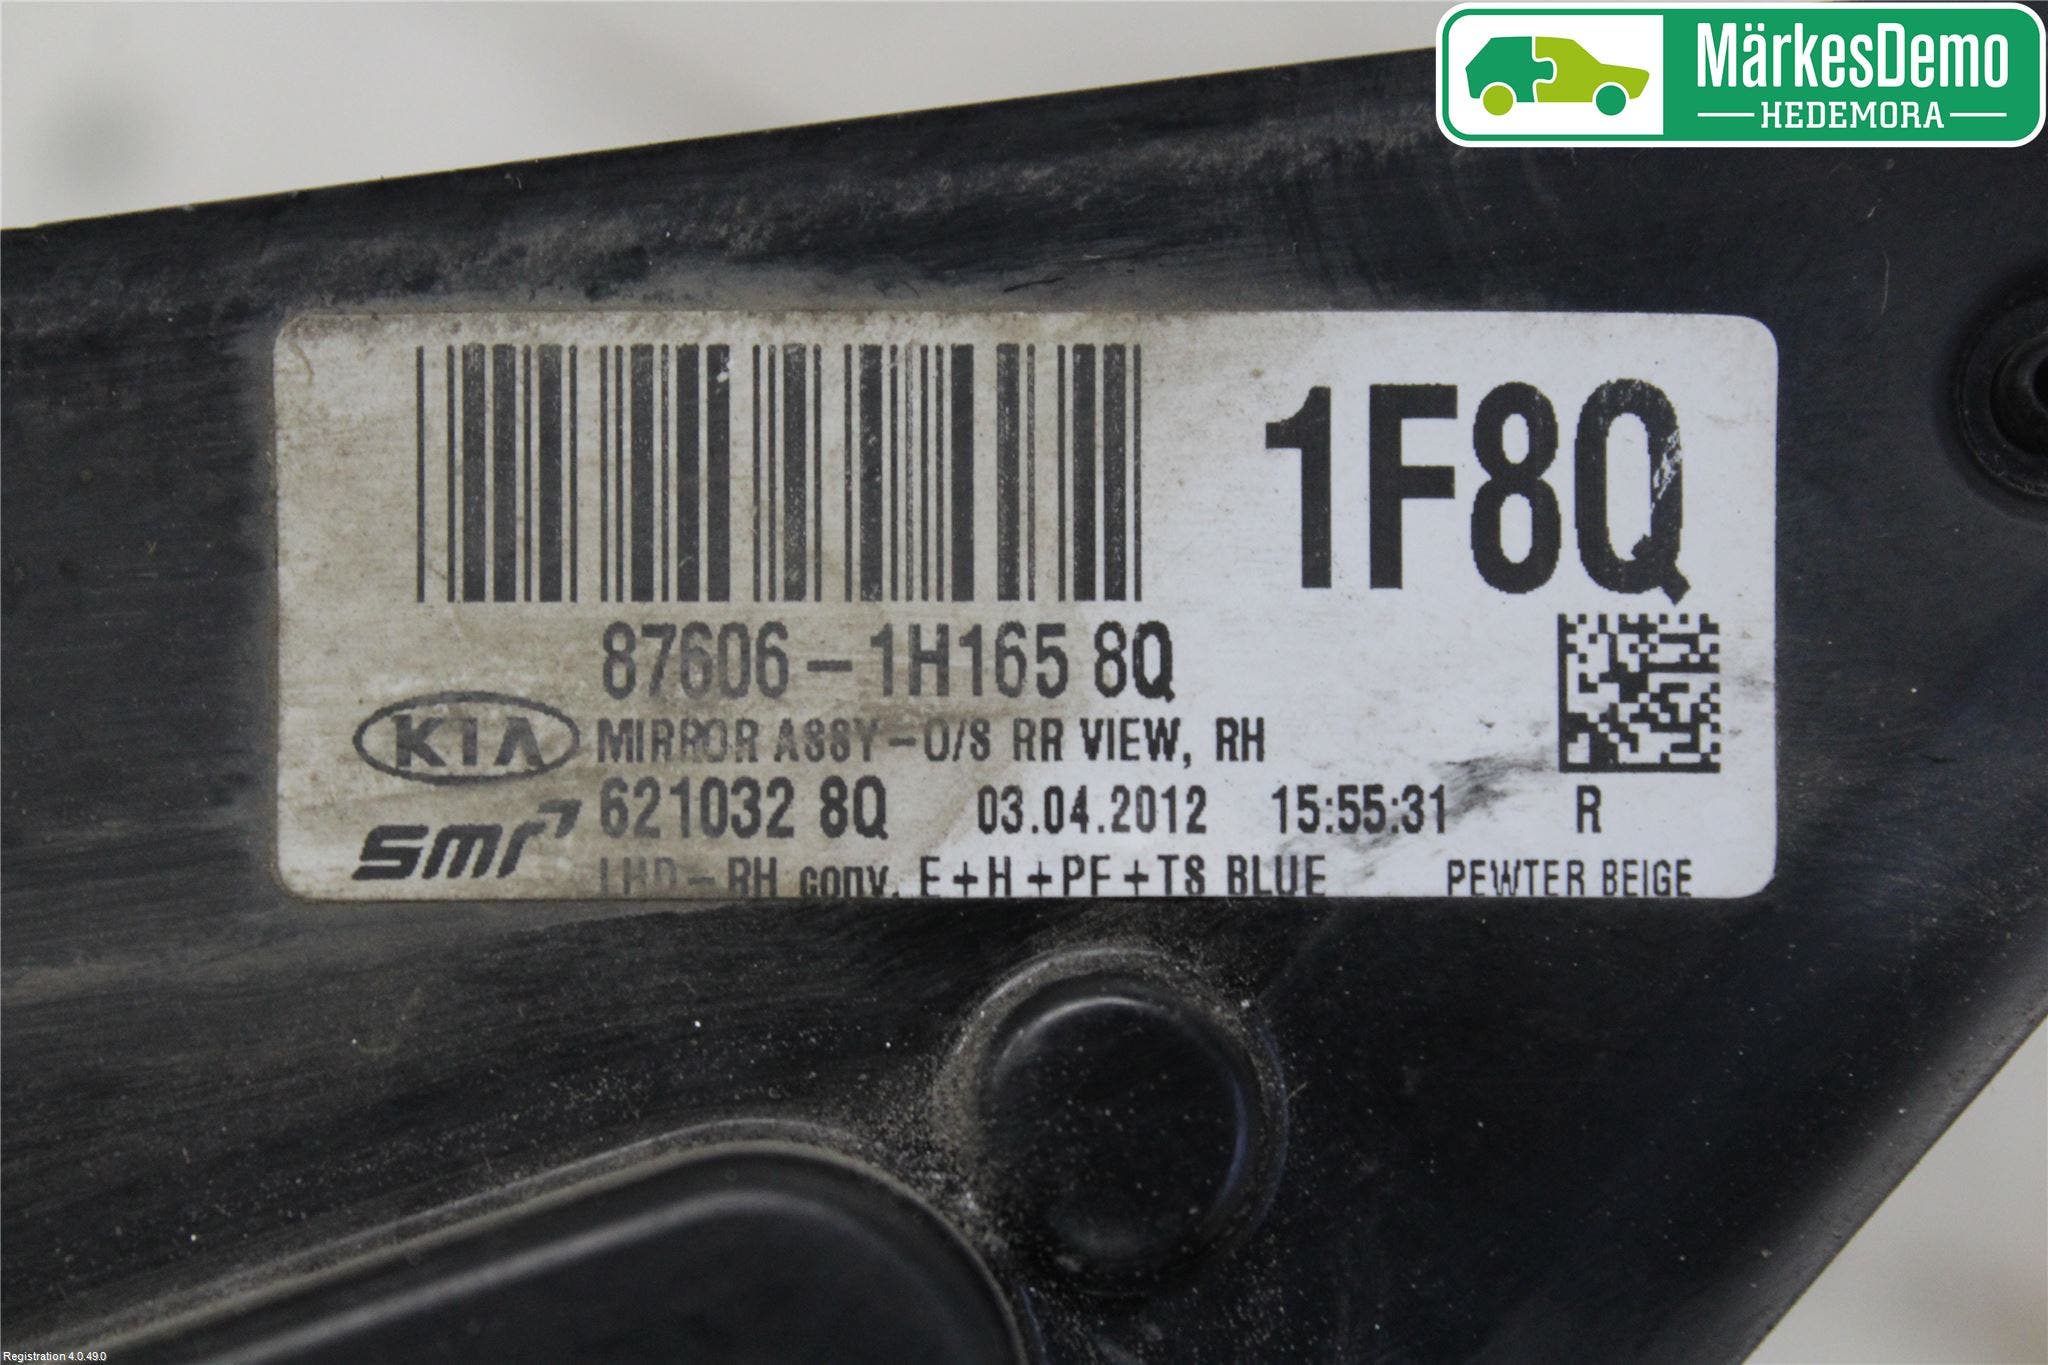 MärkesDemo
HEDEMORA
1F8Q
87606-1H165 8Q
KIA
MIRROR ASSY-O/S RR VIEW, RH
smr
621032 8Q 03.04.2012 15:55:31 R
LHD-RH conv. E+H+PF+TS BLUE PEWTER BEIGE
Registration 4.0.49.0